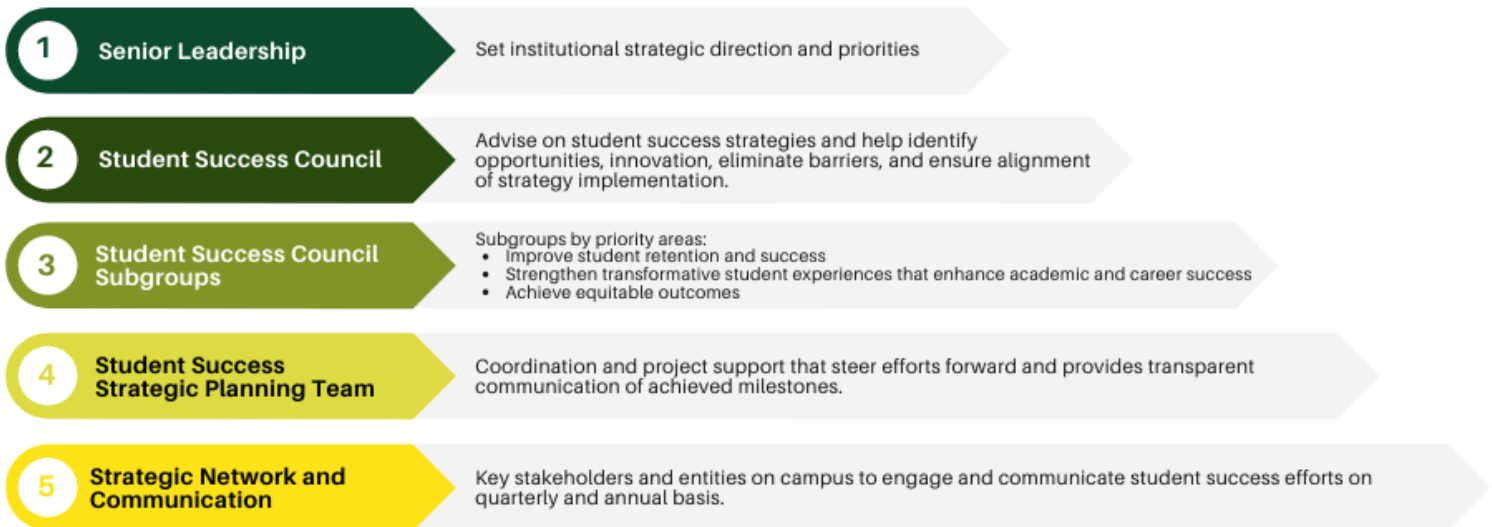 1
Senior Leadership
Set institutional strategic direction and priorities
2
Student Success Council
Advise on student success strategies and help identify
opportunities, innovation, eliminate barriers, and ensure alignment
of strategy implementation.
3
Student Success Council
Subgroups
Subgroups by priority areas:
• Improve student retention and success
• Strengthen transformative student experiences that enhance academic and career success
• Achieve equitable outcomes
4
Student Success
Strategic Planning Team
Coordination and project support that steer efforts forward and provides transparent
communication of achieved milestones.
5
Strategic Network and
Communication
Key stakeholders and entities on campus to engage and communicate student success efforts on
quarterly and annual basis.